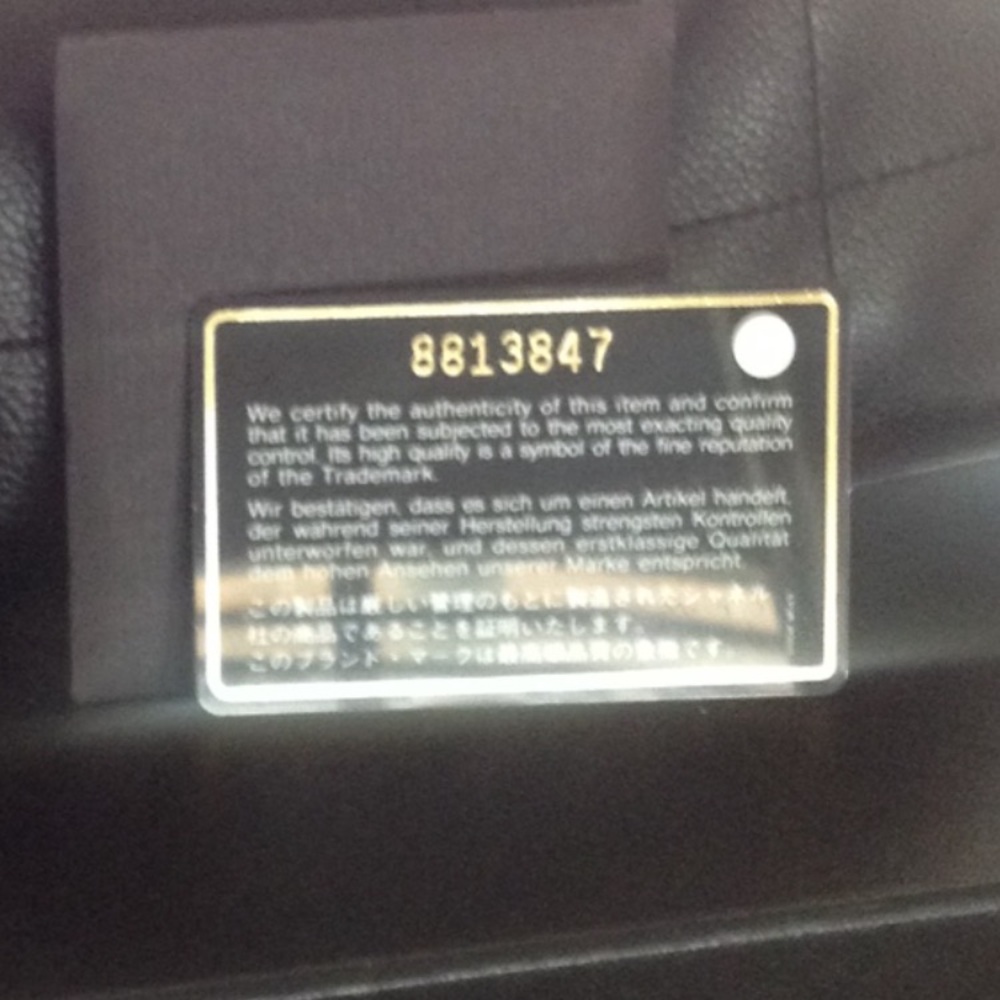 8813847
We certify the authenticity of this item and confirm
that it has been subjected to the most exacting quality
control. Its high quality is a symbol of the fine reputation
of the Trademark.
Wir bestätigen, dass es sich um einen Artikel handelt,
der während seiner Herstellung strengsten Kontrollen
unterworfen war, und dessen erstklassige Qualität
dem hohen Ansehen unserer Marke entspricht.
この製品は厳しい管理のもとに製造されたシャネル
社の商品であることを証明いたします。
このブランド・マークは最高級品質の象徴です。